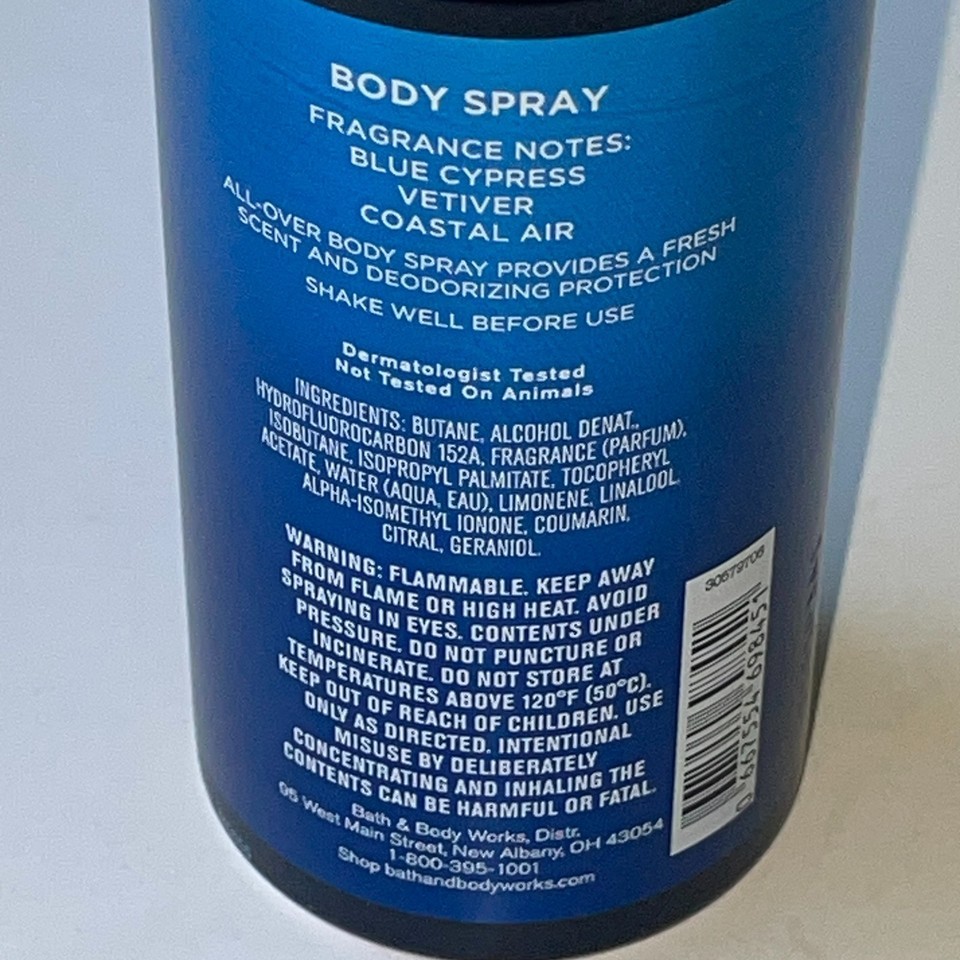 BODY SPRAY
FRAGRANCE NOTES:
BLUE CYPRESS
VETIVER
COASTAL AIR
ALL-OVER BODY SPRAY PROVIDES A FRESH
SCENT AND DEODORIZING PROTECTION
SHAKE WELL BEFORE USE
Dermatologist Tested
Not Tested On Animals
INGREDIENTS: BUTANE, ALCOHOL DENAT.,
HYDROFLUOROCARBON 152A, FRAGRANCE (PARFUM),
ISOBUTANE, ISOPROPYL PALMITATE, TOCOPHERYL
ACETATE, WATER (AQUA, EAU), LIMONENE, LINALOOL,
ALPHA-ISOMETHYL IONONE, COUMARIN,
CITRAL, GERANIOL.
WARNING: FLAMMABLE. KEEP AWAY
FROM FLAME OR HIGH HEAT. AVOID
SPRAYING IN EYES. CONTENTS UNDER
PRESSURE. DO NOT PUNCTURE OR
INCINERATE. DO NOT STORE AT
TEMPERATURES ABOVE 120°F (50°C).
KEEP OUT OF REACH OF CHILDREN. USE
ONLY AS DIRECTED. INTENTIONAL
MISUSE BY DELIBERATELY
CONCENTRATING AND INHALING THE
CONTENTS CAN BE HARMFUL OR FATAL.
Bath & Body Works, Distr.
95 West Main Street, New Albany, OH 43054
1-800-395-1001
Shop bathandbodyworks.com
30679706
0 667554 698451